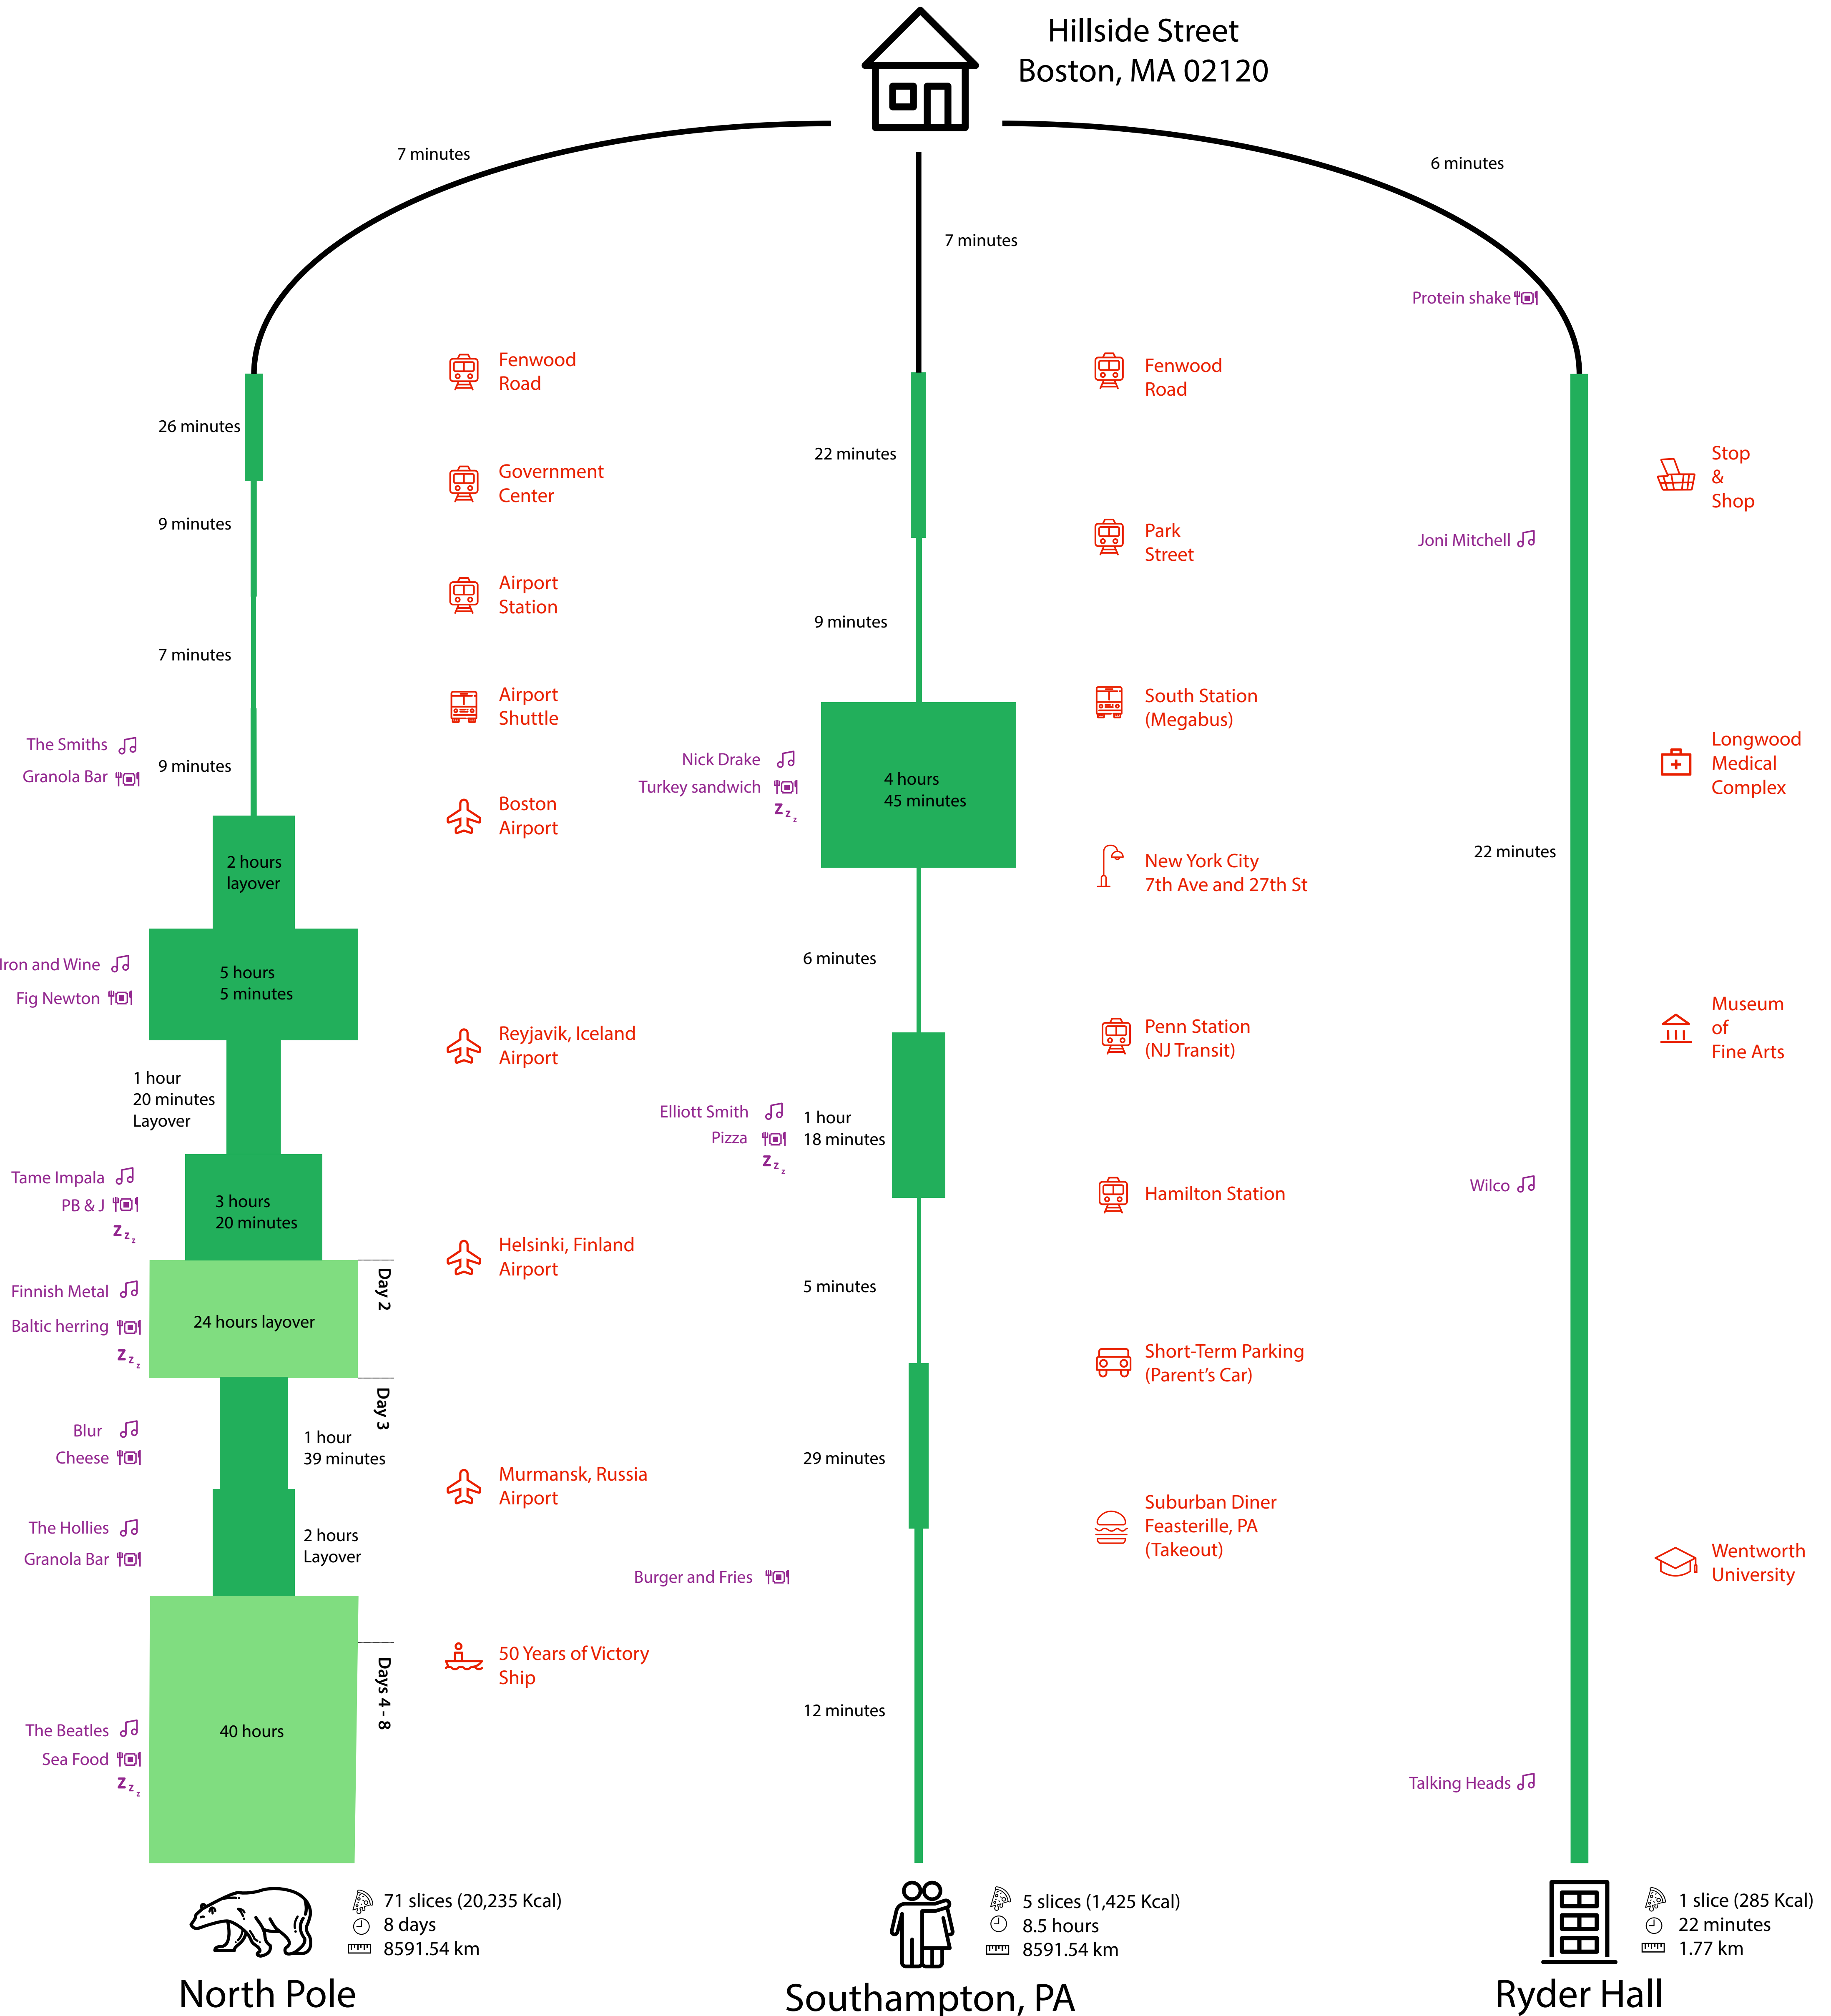 Hillside Street
Boston, MA 02120
7 minutes
26 minutes
9 minutes
7 minutes
The Smiths
Granola Bar
9 minutes
2 hours
layover
Iron and Wine
Fig Newton
5 hours
5 minutes
1 hour
20 minutes
Layover
Tame Impala
PB & J
Z z z
3 hours
20 minutes
Finnish Metal
Baltic herring
Z z z
24 hours layover
Day 2
Day 3
Blur
Cheese
1 hour
39 minutes
The Hollies
Granola Bar
2 hours
Layover
The Beatles
Sea Food
Z z z
40 hours
Days 4 - 8
Fenwood
Road
Government
Center
Airport
Station
Airport
Shuttle
Boston
Airport
Reyjavik, Iceland
Airport
Helsinki, Finland
Airport
Murmansk, Russia
Airport
50 Years of Victory
Ship
71 slices (20,235 Kcal)
8 days
8591.54 km
North Pole
7 minutes
22 minutes
9 minutes
Nick Drake
Turkey sandwich
Z z z
4 hours
45 minutes
6 minutes
Elliott Smith
Pizza
Z z z
1 hour
18 minutes
5 minutes
29 minutes
Burger and Fries
12 minutes
Fenwood
Road
Park
Street
South Station
(Megabus)
New York City
7th Ave and 27th St
Penn Station
(NJ Transit)
Hamilton Station
Short-Term Parking
(Parent's Car)
Suburban Diner
Feasterille, PA
(Takeout)
5 slices (1,425 Kcal)
8.5 hours
8591.54 km
Southampton, PA
6 minutes
Protein shake
Joni Mitchell
22 minutes
Wilco
Talking Heads
Stop
&
Shop
Longwood
Medical
Complex
Museum
of
Fine Arts
Wentworth
University
1 slice (285 Kcal)
22 minutes
1.77 km
Ryder Hall